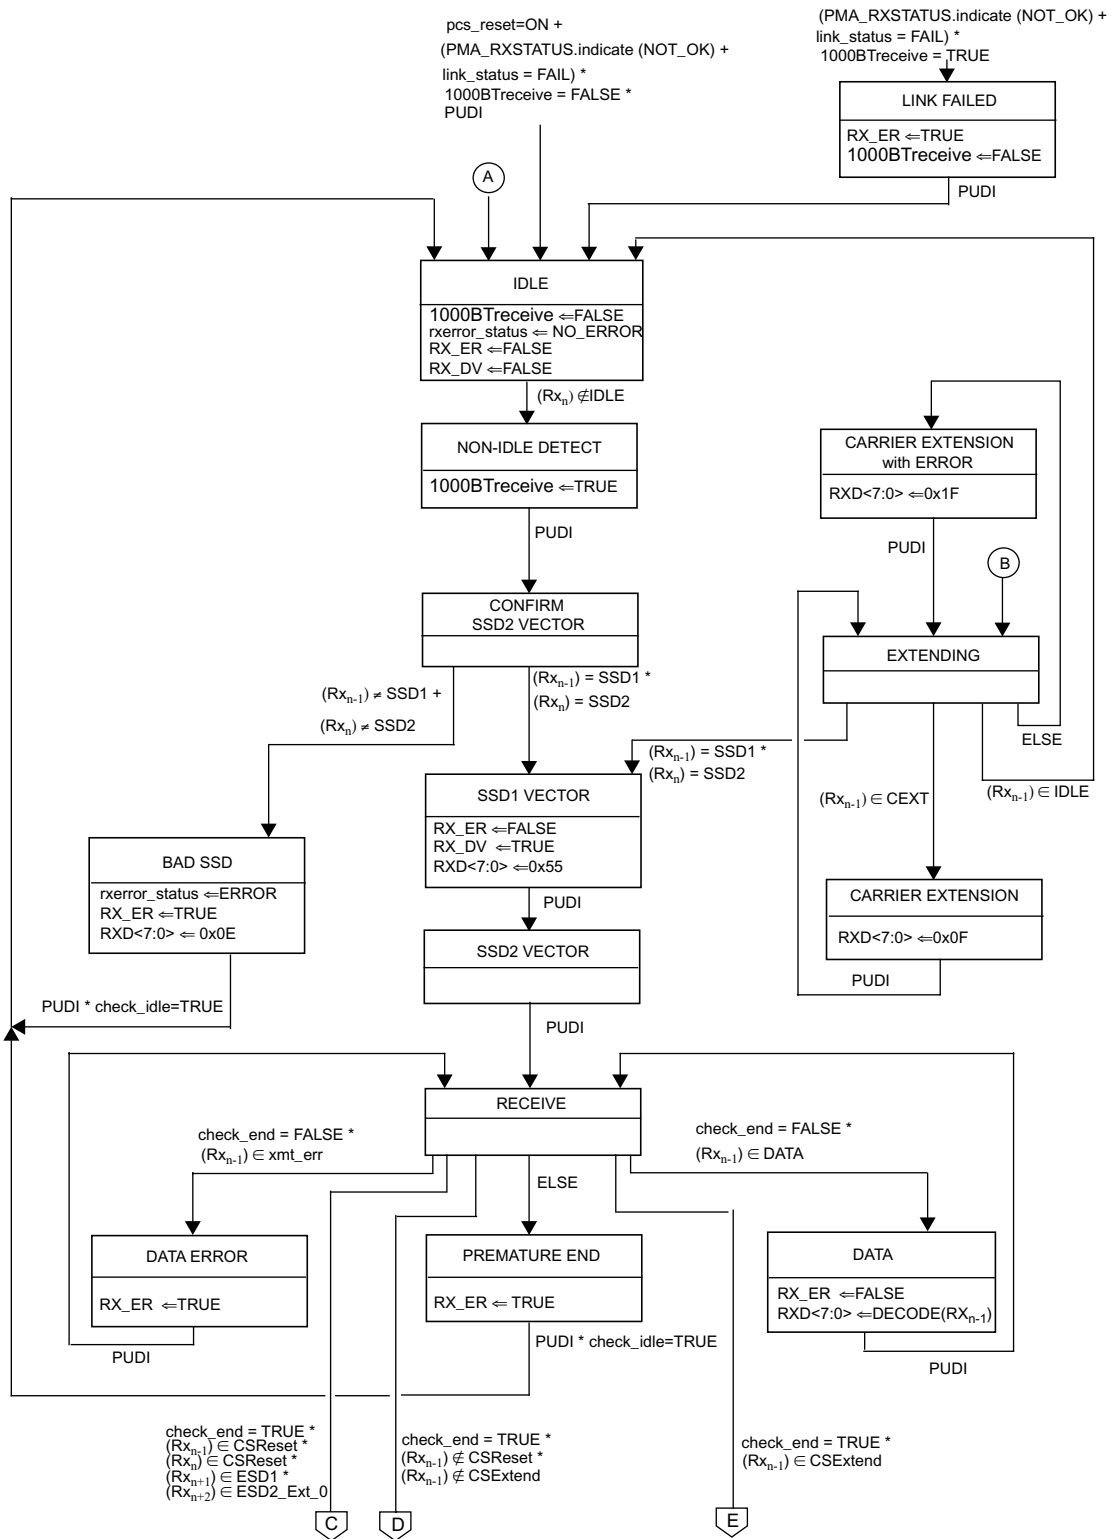 pcs_reset=ON +
(PMA_RXSTATUS.indicate (NOT_OK) +
link_status = FAIL) *
1000BTreceive = FALSE *
PUDI
(PMA_RXSTATUS.indicate (NOT_OK) +
link_status = FAIL) *
1000BTreceive = TRUE
LINK FAILED
RX_ER ⇐TRUE
1000BTreceive ⇐FALSE
PUDI
A
IDLE
1000BTreceive ⇐FALSE
rxerror_status ⇐ NO_ERROR
RX_ER ⇐FALSE
RX_DV ⇐FALSE
(Rxn) ∉IDLE
NON-IDLE DETECT
1000BTreceive ⇐TRUE
PUDI
CARRIER EXTENSION
with ERROR
RXD<7:0> ⇐0x1F
PUDI
B
CONFIRM
SSD2 VECTOR
EXTENDING
(Rxn-1) ≠ SSD1 +
(Rxn) ≠ SSD2
(Rxn-1) = SSD1 *
(Rxn) = SSD2
ELSE
(Rxn-1) = SSD1 *
(Rxn) = SSD2
(Rxn-1) ∈ CEXT
(Rxn-1) ∈ IDLE
SSD1 VECTOR
RX_ER ⇐FALSE
RX_DV ⇐TRUE
RXD<7:0> ⇐0x55
PUDI
BAD SSD
rxerror_status ⇐ERROR
RX_ER ⇐TRUE
RXD<7:0> ⇐ 0x0E
CARRIER EXTENSION
RXD<7:0> ⇐0x0F
PUDI
SSD2 VECTOR
PUDI
PUDI * check_idle=TRUE
RECEIVE
check_end = FALSE *
(Rxn-1) ∈ xmt_err
ELSE
check_end = FALSE *
(Rxn-1) ∈ DATA
DATA ERROR
RX_ER ⇐TRUE
PUDI
PREMATURE END
RX_ER ⇐ TRUE
PUDI * check_idle=TRUE
DATA
RX_ER ⇐FALSE
RXD<7:0> ⇐DECODE(RXn-1)
PUDI
check_end = TRUE *
(Rxn-1) ∈ CSReset *
(Rxn) ∈ CSReset *
(Rxn+1) ∈ ESD1 *
(Rxn+2) ∈ ESD2_Ext_0
check_end = TRUE *
(Rxn-1) ∉ CSReset *
(Rxn-1) ∉ CSExtend
check_end = TRUE *
(Rxn-1) ∈ CSExtend
C
D
E